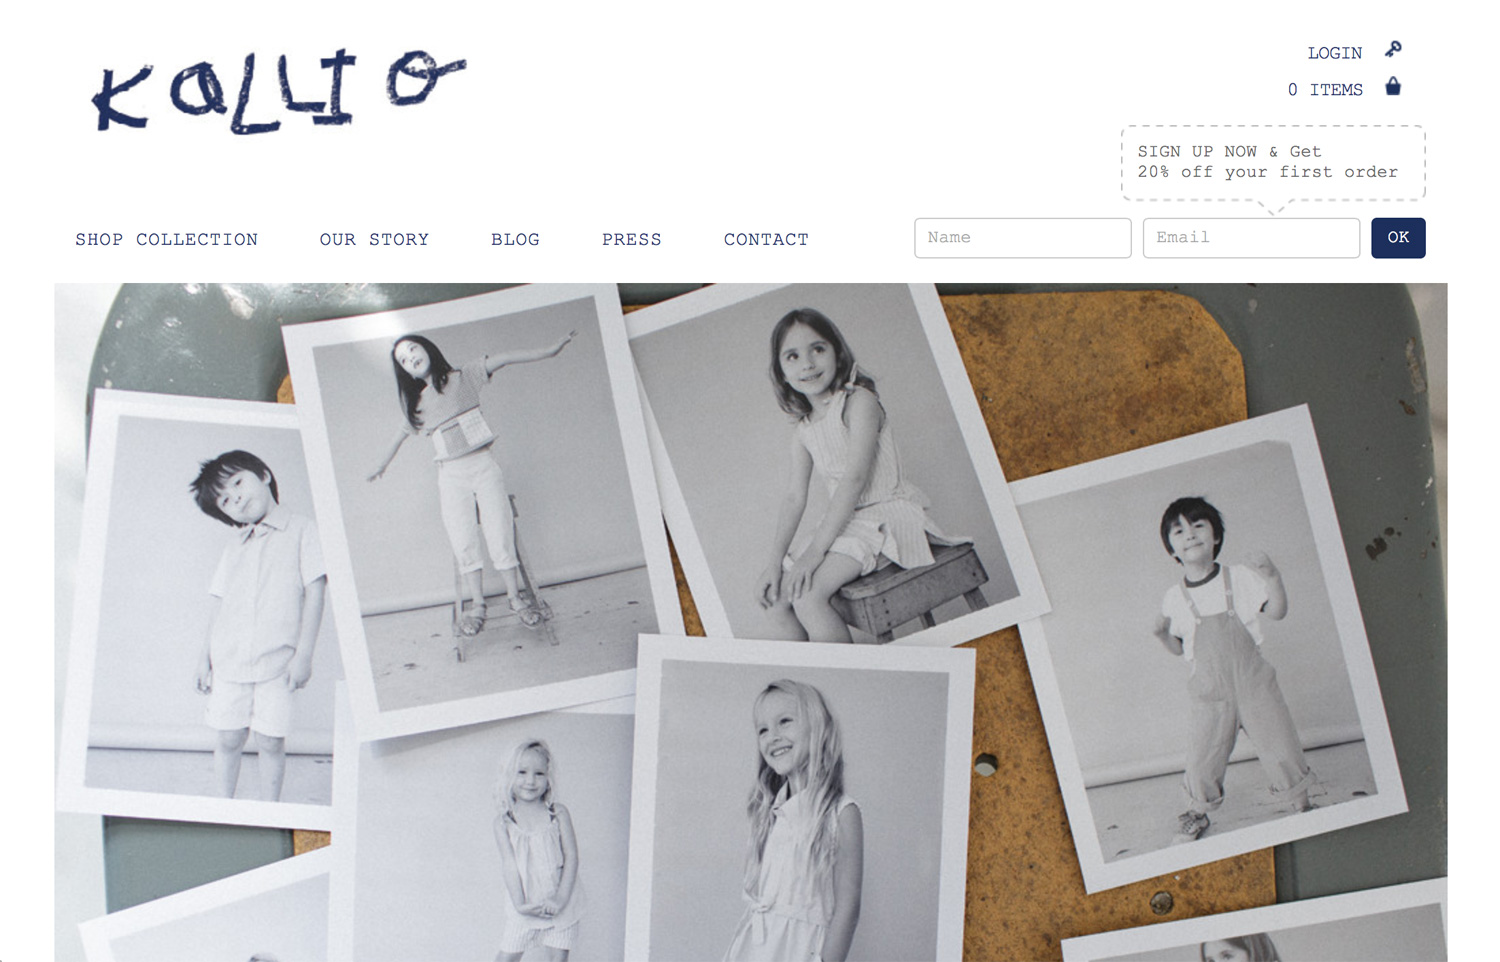 KALLIO
LOGIN
0 ITEMS
SIGN UP NOW & Get
20% off your first order
SHOP COLLECTION
OUR STORY
BLOG
PRESS
CONTACT
Name
Email
OK